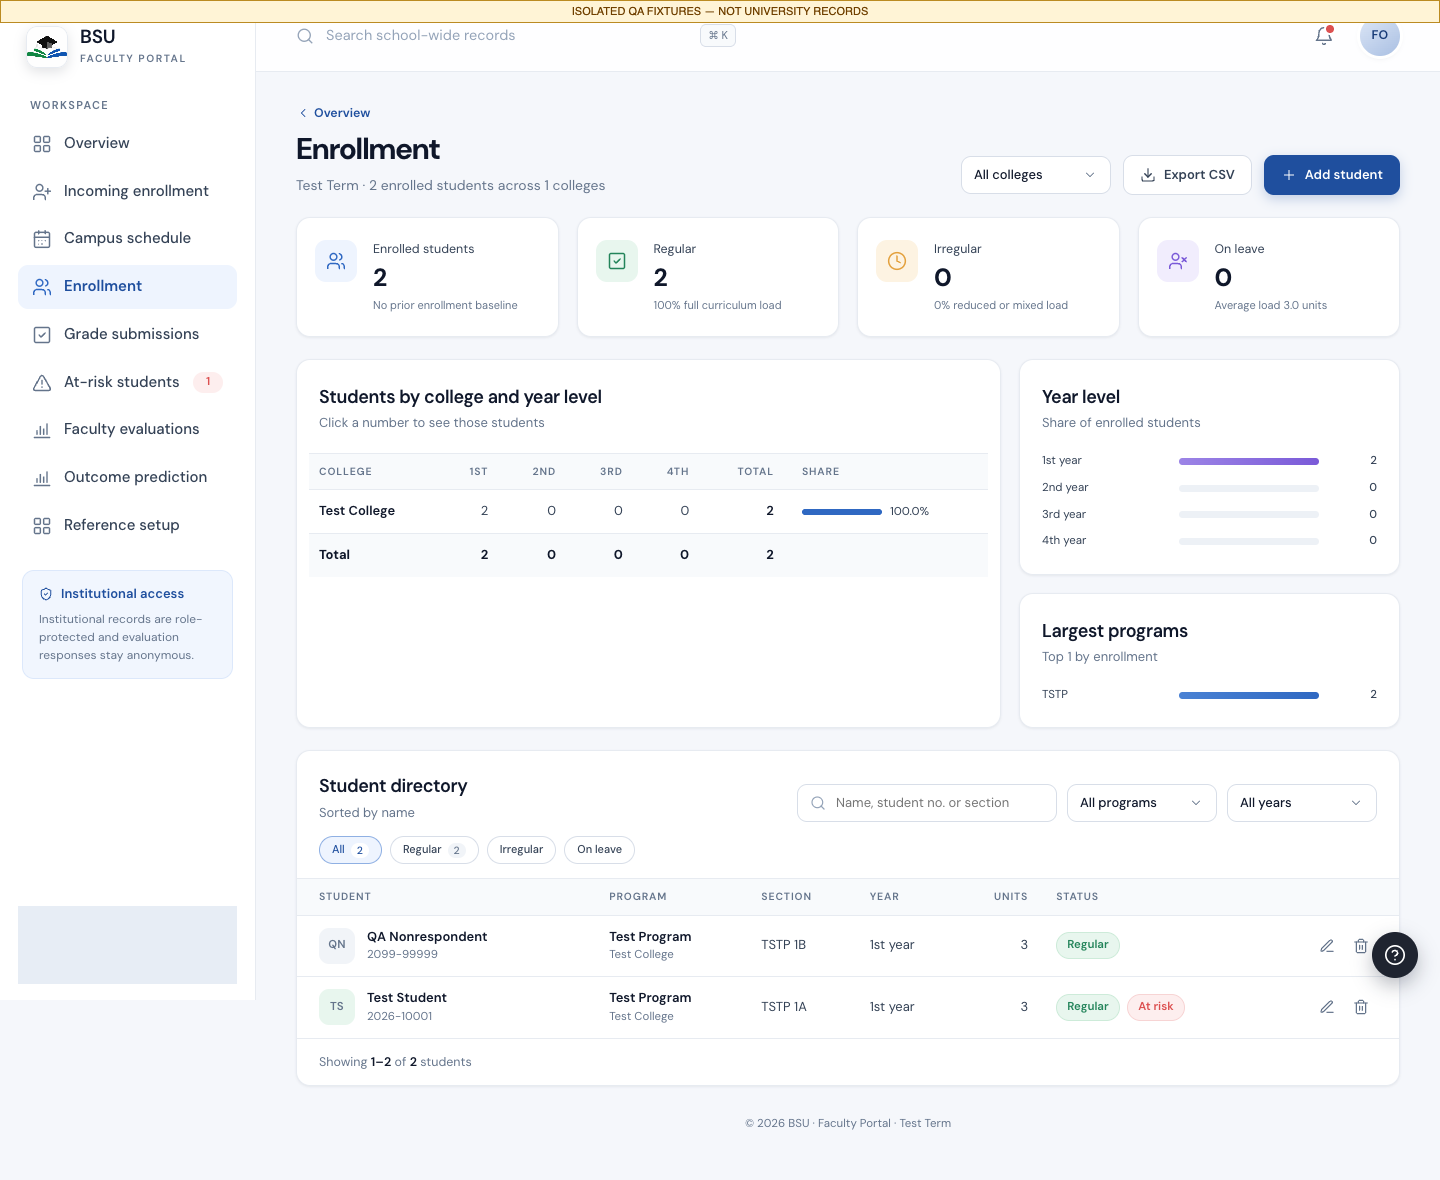 ISOLATED QA FIXTURES — NOT UNIVERSITY RECORDS
BSU
FACULTY PORTAL
Search school-wide records
⌘ K
FO
WORKSPACE
Overview
Incoming enrollment
Campus schedule
Enrollment
Grade submissions
At-risk students 1
Faculty evaluations
Outcome prediction
Reference setup
Institutional access
Institutional records are role-
protected and evaluation
responses stay anonymous.
Overview
Enrollment
Test Term · 2 enrolled students across 1 colleges
All colleges
Export CSV
Add student
Enrolled students
2
No prior enrollment baseline
Regular
2
100% full curriculum load
Irregular
0
0% reduced or mixed load
On leave
0
Average load 3.0 units
Students by college and year level
Click a number to see those students
COLLEGE 1ST 2ND 3RD 4TH TOTAL SHARE
Test College 2 0 0 0 2 100.0%
Total 2 0 0 0 2
Year level
Share of enrolled students
1st year 2
2nd year 0
3rd year 0
4th year 0
Largest programs
Top 1 by enrollment
TSTP 2
Student directory
Sorted by name
Name, student no. or section
All programs
All years
All 2
Regular 2
Irregular
On leave
STUDENT PROGRAM SECTION YEAR UNITS STATUS
QN QA Nonrespondent Test Program TSTP 1B 1st year 3 Regular
2099-99999 Test College
TS Test Student Test Program TSTP 1A 1st year 3 Regular At risk
2026-10001 Test College
Showing 1–2 of 2 students
© 2026 BSU · Faculty Portal · Test Term